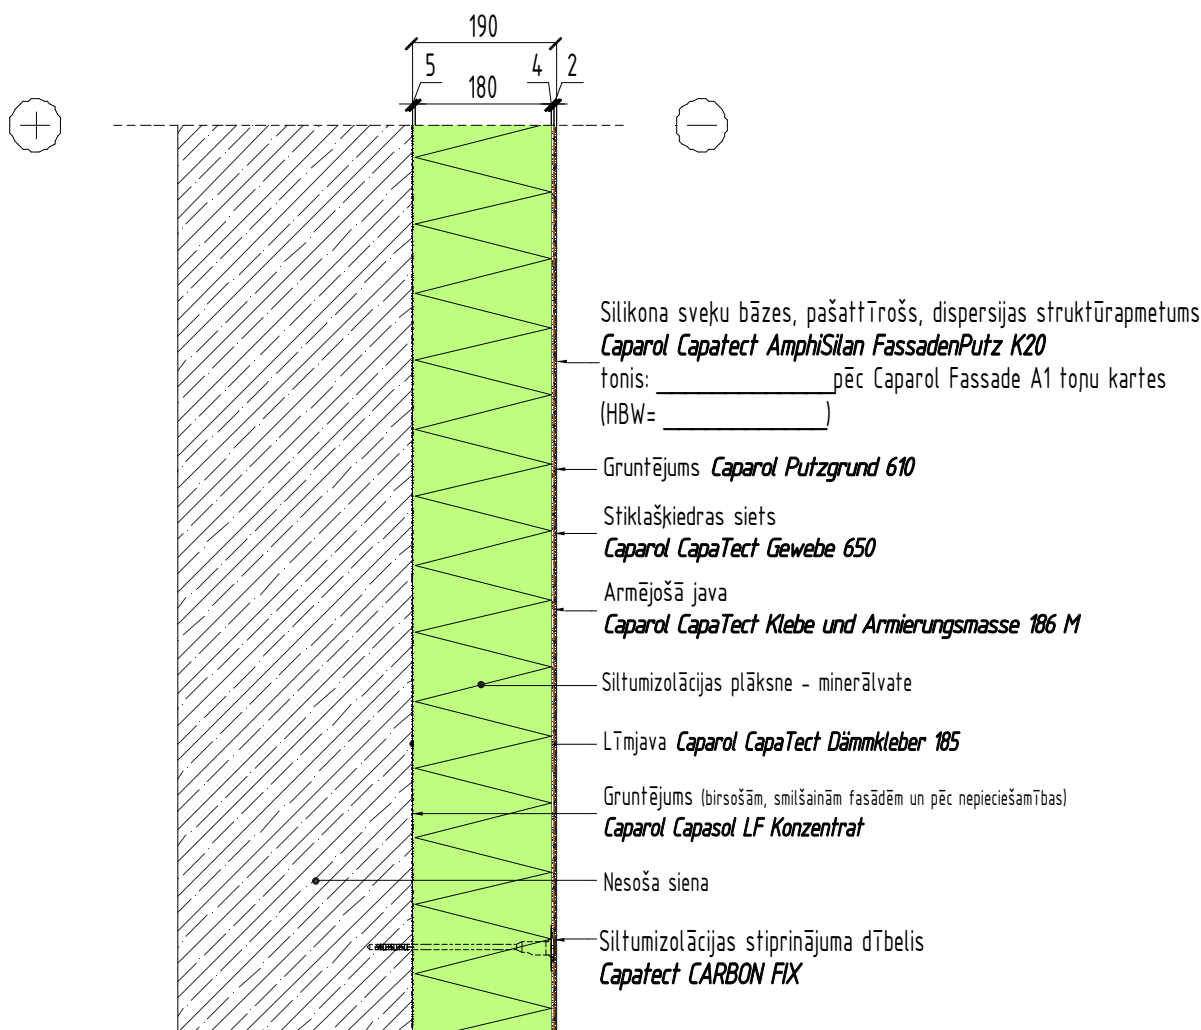 190
5
4
2
180
+
−
Silikona sveķu bāzes, pašattīrošs, dispersijas struktūrapmetums
Caparol Capatect AmphiSilan FassadenPutz K20
tonis: ________________pēc Caparol Fassade A1 toņu kartes
(HBW= _______________)
Gruntējums Caparol Putzgrund 610
Stiklašķiedras siets
Caparol CapaTect Gewebe 650
Armējošā java
Caparol CapaTect Klebe und Armierungsmasse 186 M
Siltumizolācijas plāksne - minerālvate
Līmjava Caparol CapaTect Dämmkleber 185
Gruntējums (birsošām, smilšainām fasādēm un pēc nepieciešamības)
Caparol Capasol LF Konzentrat
Nesoša siena
Siltumizolācijas stiprinājuma dībelis
Capatect CARBON FIX